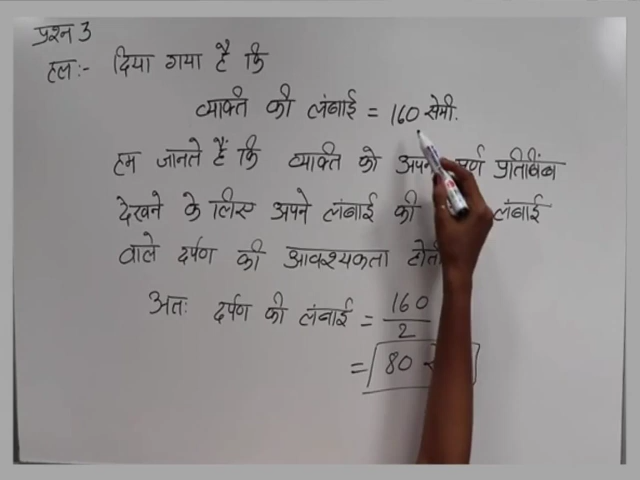 प्रश्न 3
हल:- दिया गया है कि
व्यक्ति की लंबाई = 160 सेमी.
हम जानते हैं कि व्यक्ति को अपना प्रतिबिंब
देखने के लिए अपने लंबाई की लंबाई
वाले दर्पण की आवश्यकता होती
अतः दर्पण की लंबाई = 160/2
= 80